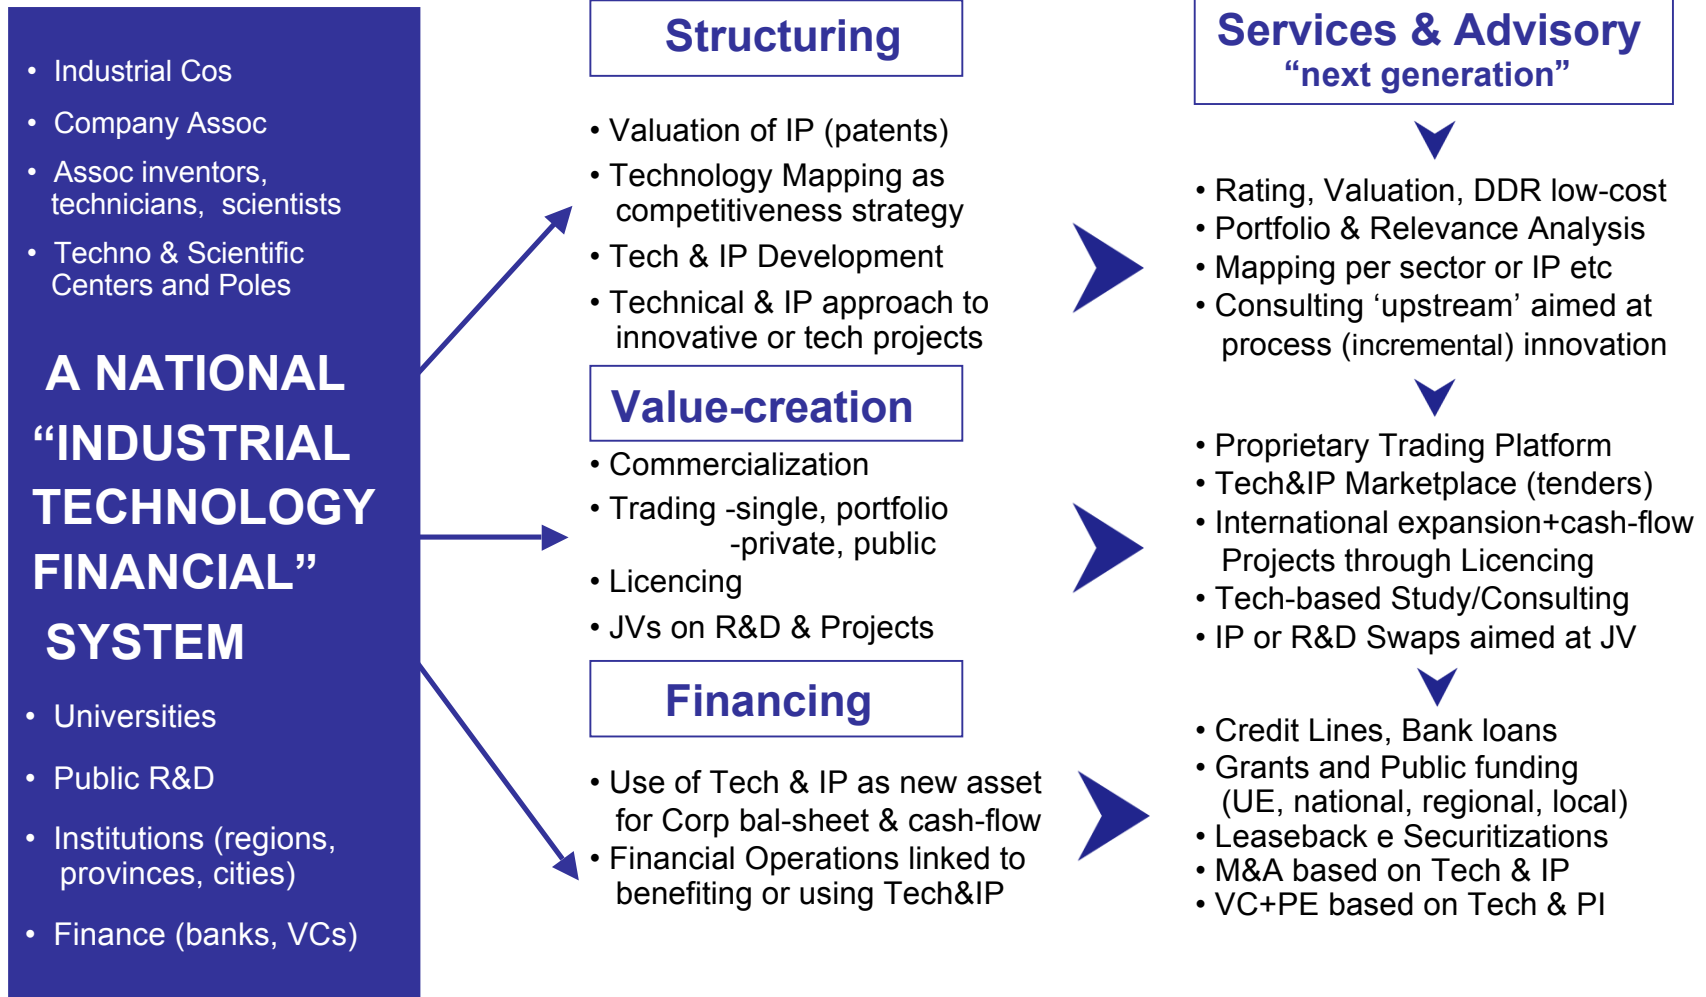 • Industrial Cos
• Company Assoc
• Assoc inventors,
technicians, scientists
• Techno & Scientific
Centers and Poles
A NATIONAL
“INDUSTRIAL
TECHNOLOGY
FINANCIAL”
SYSTEM
• Universities
• Public R&D
• Institutions (regions,
provinces, cities)
• Finance (banks, VCs)
Structuring
• Valuation of IP (patents)
• Technology Mapping as
competitiveness strategy
• Tech & IP Development
• Technical & IP approach to
innovative or tech projects
Value-creation
• Commercialization
• Trading -single, portfolio
-private, public
• Licencing
• JVs on R&D & Projects
Financing
• Use of Tech & IP as new asset
for Corp bal-sheet & cash-flow
• Financial Operations linked to
benefiting or using Tech&IP
Services & Advisory
“next generation”
• Rating, Valuation, DDR low-cost
• Portfolio & Relevance Analysis
• Mapping per sector or IP etc
• Consulting ‘upstream’ aimed at
process (incremental) innovation
• Proprietary Trading Platform
• Tech&IP Marketplace (tenders)
• International expansion+cash-flow
Projects through Licencing
• Tech-based Study/Consulting
• IP or R&D Swaps aimed at JV
• Credit Lines, Bank loans
• Grants and Public funding
(UE, national, regional, local)
• Leaseback e Securitizations
• M&A based on Tech & IP
• VC+PE based on Tech & PI